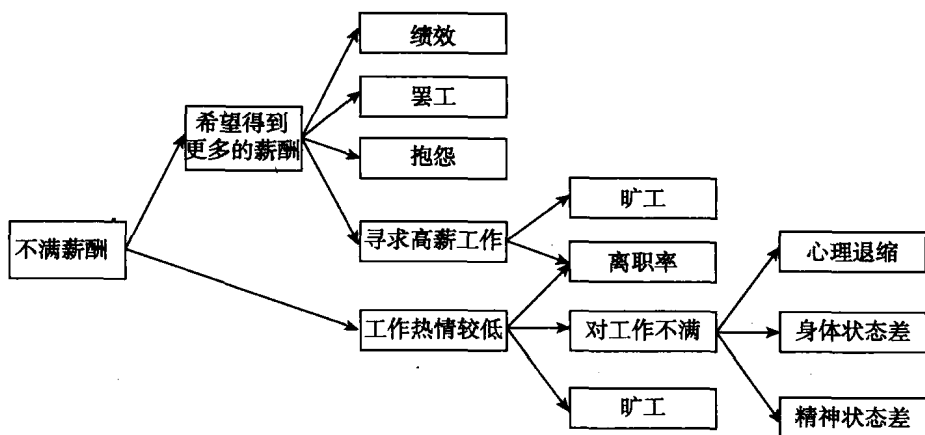 绩效
罢工
希望得到
更多的薪酬
抱怨
旷工
不满薪酬
寻求高薪工作
离职率
心理退缩
工作热情较低
对工作不满
身体状态差
旷工
精神状态差